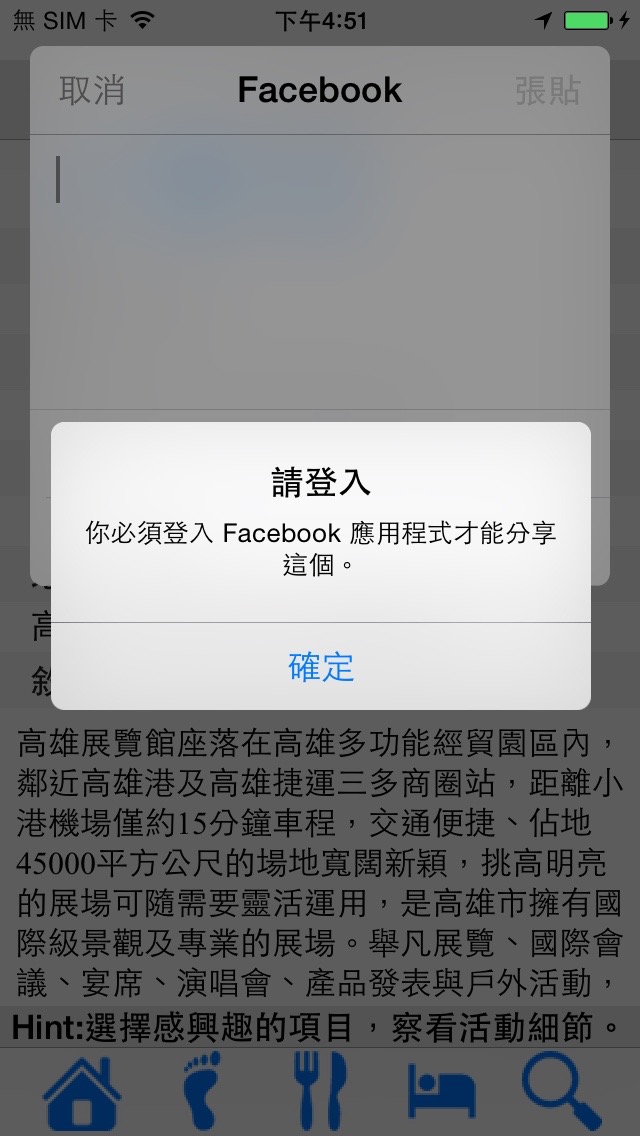 無 SIM 卡
下午4:51
取消
Facebook
張貼
請登入
你必須登入 Facebook 應用程式才能分享
這個。
確定
高
敘
高雄展覽館座落在高雄多功能經貿園區內，
鄰近高雄港及高雄捷運三多商圈站，距離小
港機場僅約15分鐘車程，交通便捷、佔地
45000平方公尺的場地寬闊新穎，挑高明亮
的展場可隨需要靈活運用，是高雄市擁有國
際級景觀及專業的展場。舉凡展覽、國際會
議、宴席、演唱會、產品發表與戶外活動，
Hint:選擇感興趣的項目，察看活動細節。